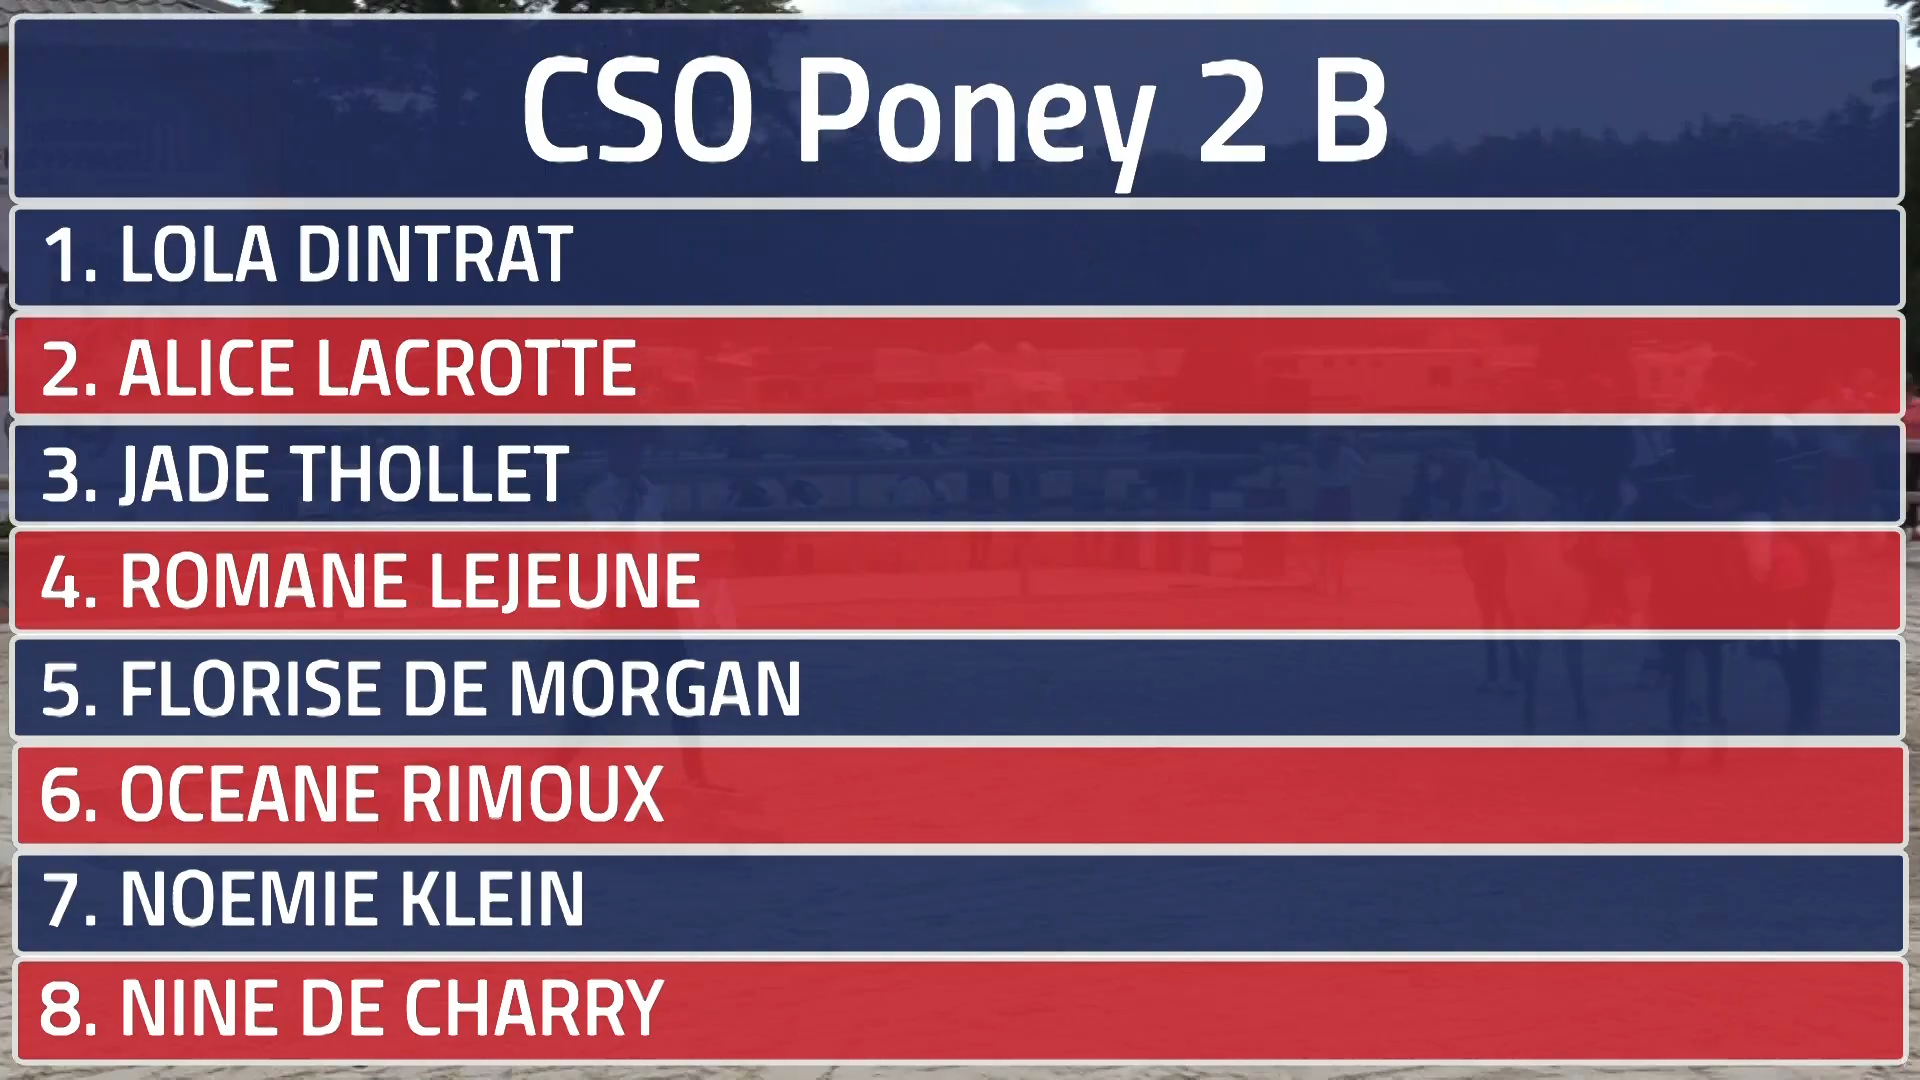 CSO Poney 2 B
1. LOLA DINTRAT
2. ALICE LACROTTE
3. JADE THOLLET
4. ROMANE LEJEUNE
5. FLORISE DE MORGAN
6. OCEANE RIMOUX
7. NOEMIE KLEIN
8. NINE DE CHARRY